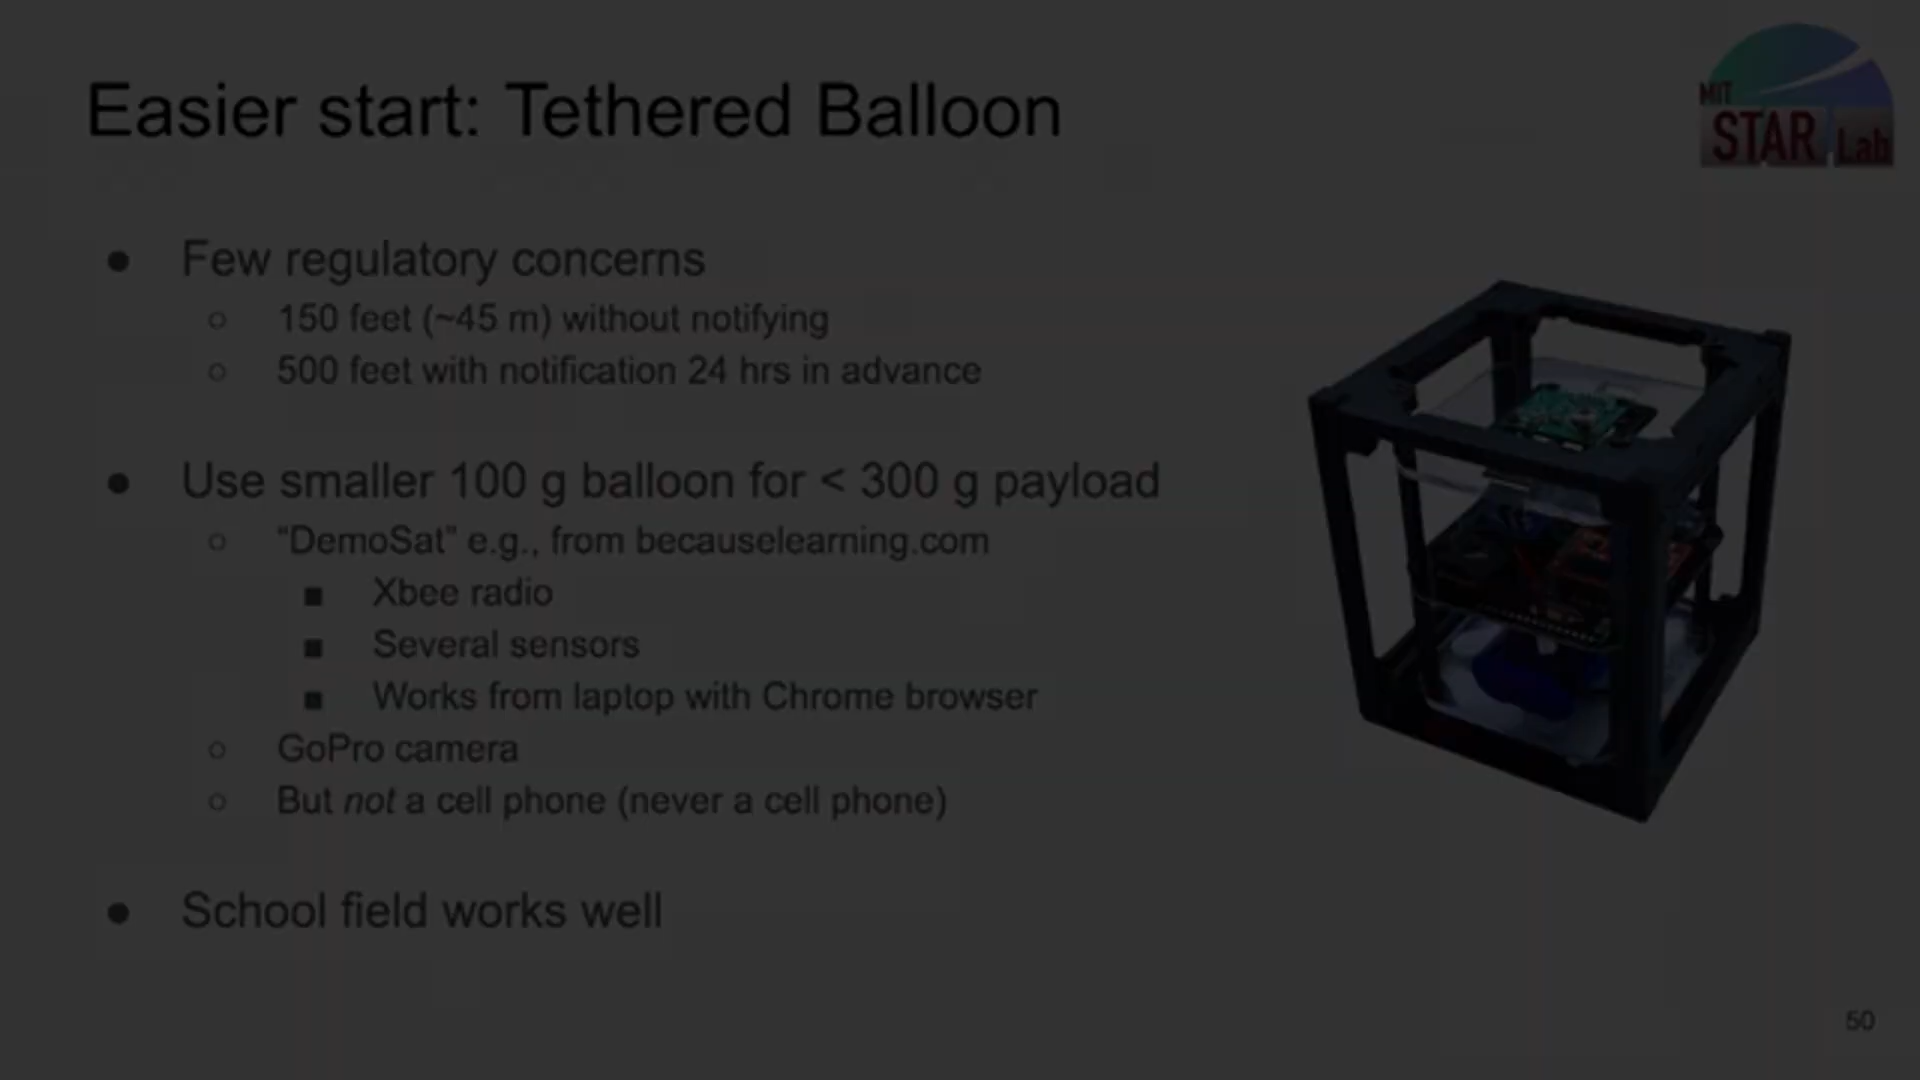 MIT
STAR Lab
Easier start: Tethered Balloon
● Few regulatory concerns
○ 150 feet (~45 m) without notifying
○ 500 feet with notification 24 hrs in advance
● Use smaller 100 g balloon for < 300 g payload
○ “DemoSat” e.g., from becauselearning.com
■ Xbee radio
■ Several sensors
■ Works from laptop with Chrome browser
○ GoPro camera
○ But not a cell phone (never a cell phone)
● School field works well
50